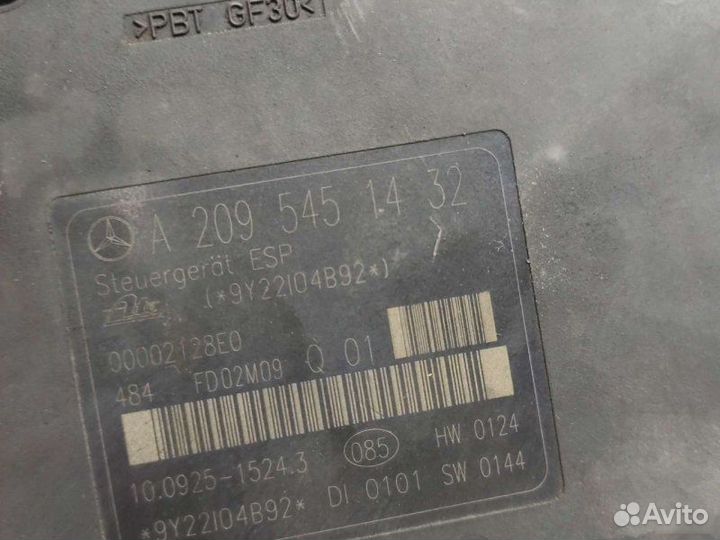 >PBT GF30<
A 209 545 14 32
Steuergerät ESP
(*9Y22I04B92*)
00002128E0
484 FD02M09 Q 01
085 HW 0124
10.0925-1524.3 DI 0101 SW 0144
*9Y22I04B92*
Avito